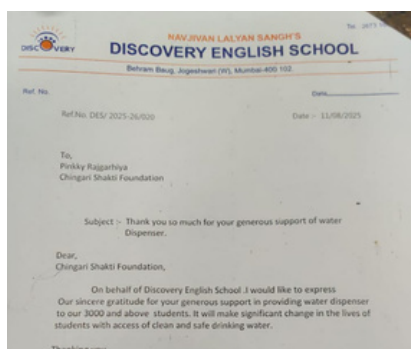 DISCOVERY
NAVJIVAN LALYAN SANGH'S
DISCOVERY ENGLISH SCHOOL
Behram Baug, Jogeshwari (W), Mumbai-400 102.
Ref. No.
Date
Ref.No. DES/ 2025-26/020
Date :- 11/08/2025
To,
Pinkky Rajgarhiya
Chingari Shakti Foundation
Subject :- Thank you so much for your generous support of water
Dispenser.
Dear,
Chingari Shakti Foundation,
On behalf of Discovery English School .I would like to express
Our sincere gratitude for your generous support in providing water dispenser
to our 3000 and above students. It will make significant change in the lives of
students with access of clean and safe drinking water.